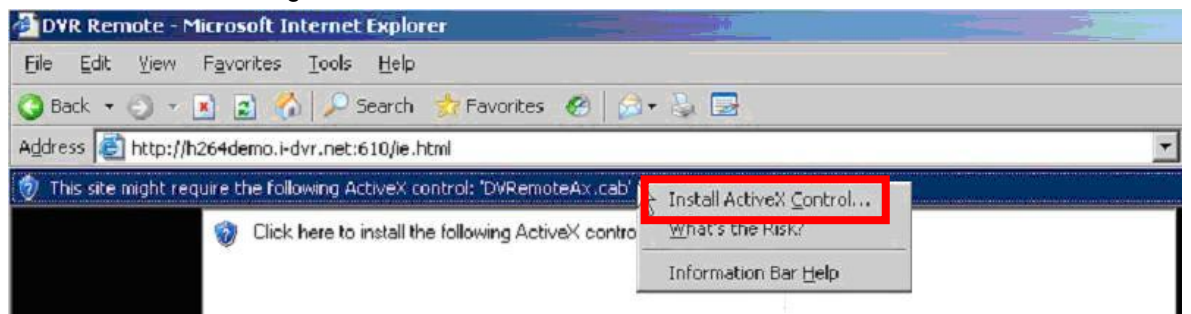 DVR Remote - Microsoft Internet Explorer
File Edit View Favorites Tools Help
Back Search Favorites
Address http://h264demo.i-dvr.net:610/ie.html
This site might require the following ActiveX control: 'DVRemoteAx.cab'
Install ActiveX Control...
Click here to install the following ActiveX contro
What's the Risk?
Information Bar Help